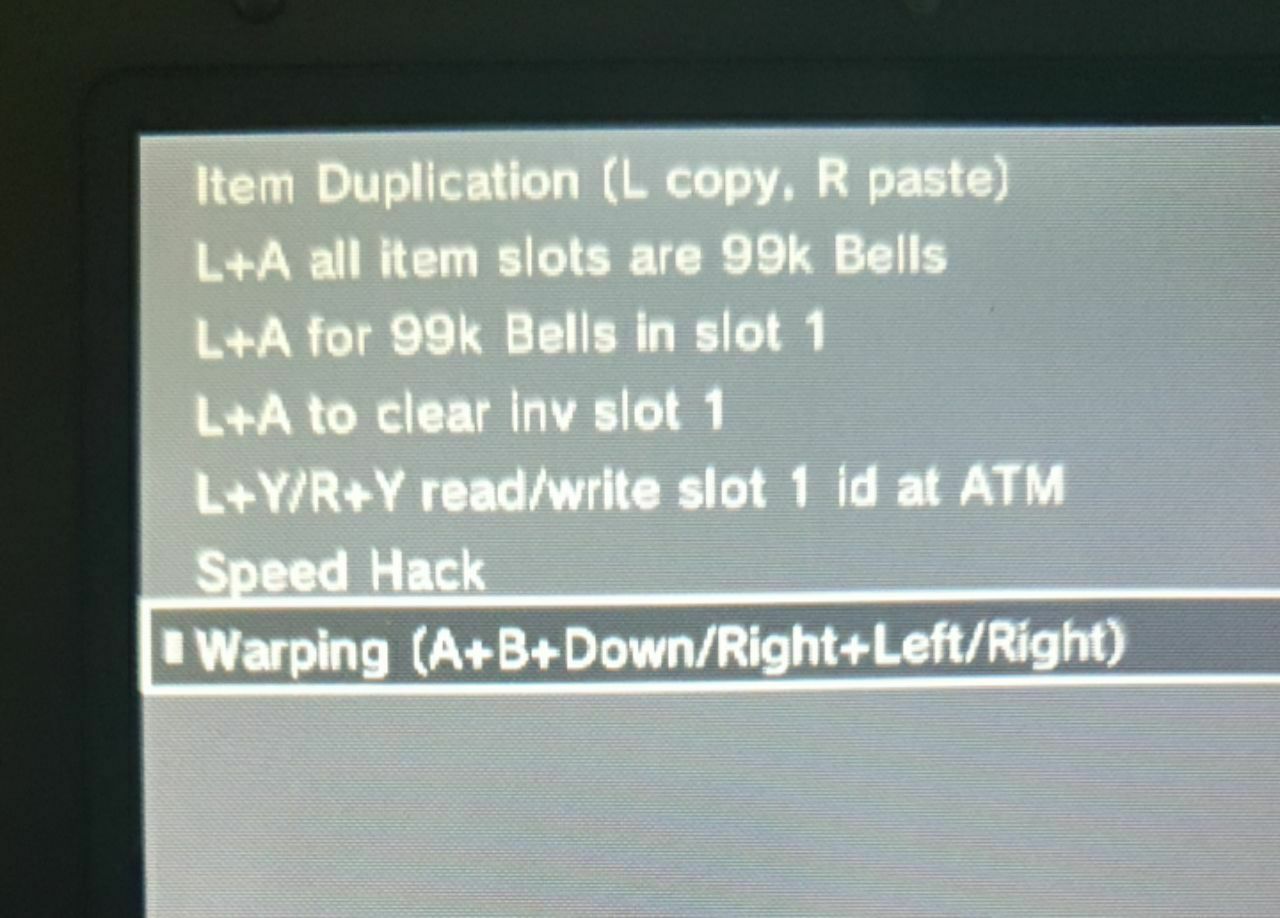 Item Duplication (L copy, R paste)
L+A all item slots are 99k Bells
L+A for 99k Bells in slot 1
L+A to clear inv slot 1
L+Y/R+Y read/write slot 1 id at ATM
Speed Hack
Warping (A+B+Down/Right+Left/Right)